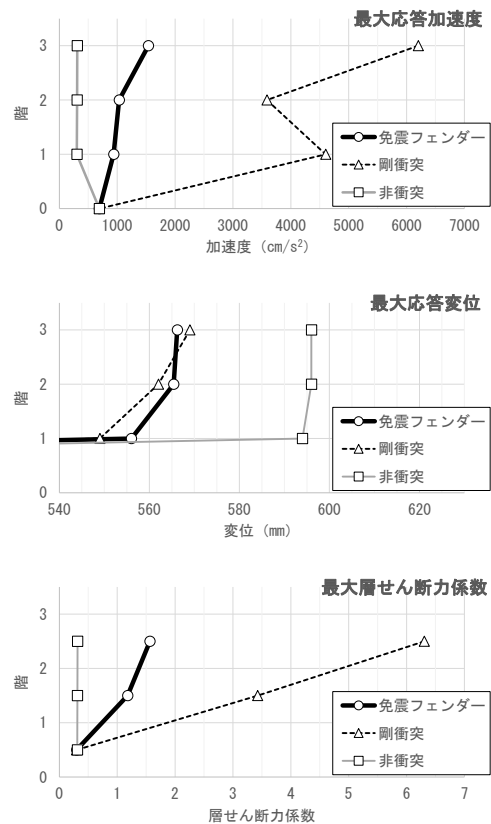 最大応答加速度
3
2
1
0
階
免震フェンダー
剛衝突
非衝突
0 1000 2000 3000 4000 5000 6000 7000
加速度 (cm/s²)
最大応答変位
3
2
1
0
階
免震フェンダー
剛衝突
非衝突
540 560 580 600 620
変位 (mm)
最大層せん断力係数
3
2
1
0
階
免震フェンダー
剛衝突
非衝突
0 1 2 3 4 5 6 7
層せん断力係数